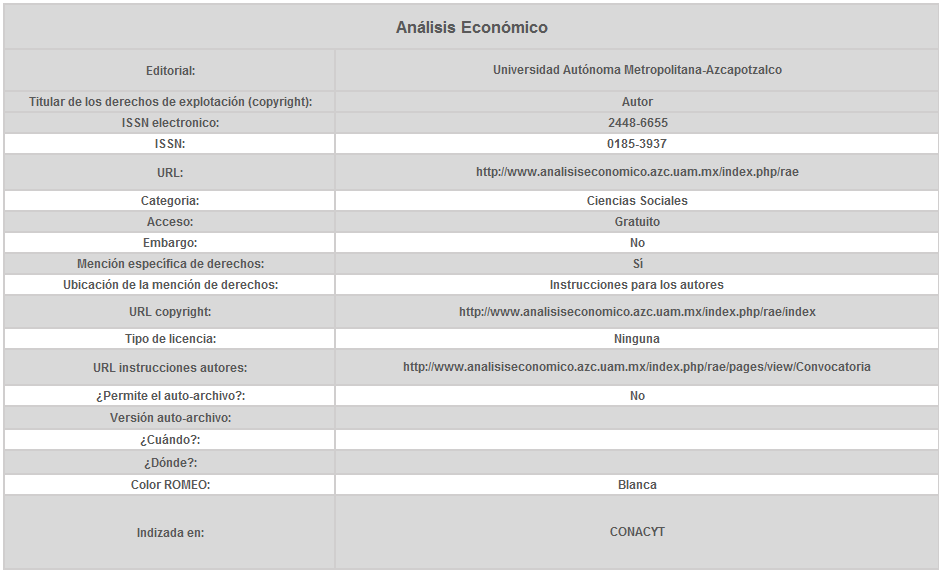 Análisis Económico
Editorial: Universidad Autónoma Metropolitana-Azcapotzalco
Titular de los derechos de explotación (copyright): Autor
ISSN electronico: 2448-6655
ISSN: 0185-3937
URL: http://www.analisiseconomico.azc.uam.mx/index.php/rae
Categoria: Ciencias Sociales
Acceso: Gratuito
Embargo: No
Mención específica de derechos: Sí
Ubicación de la mención de derechos: Instrucciones para los autores
URL copyright: http://www.analisiseconomico.azc.uam.mx/index.php/rae/index
Tipo de licencia: Ninguna
URL instrucciones autores: http://www.analisiseconomico.azc.uam.mx/index.php/rae/pages/view/Convocatoria
¿Permite el auto-archivo?: No
Versión auto-archivo:
¿Cuándo?:
¿Dónde?:
Color ROMEO: Blanca
Indizada en: CONACYT